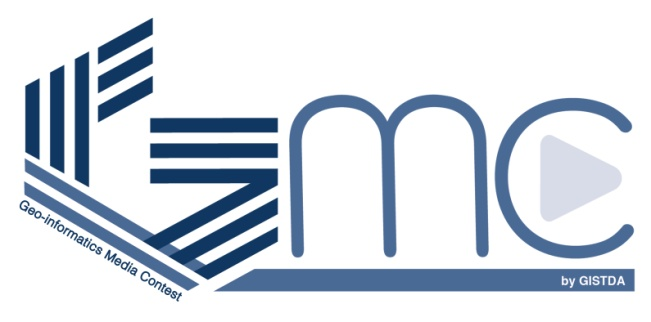 Gmc
Geo-informatics Media Contest
by GISTDA